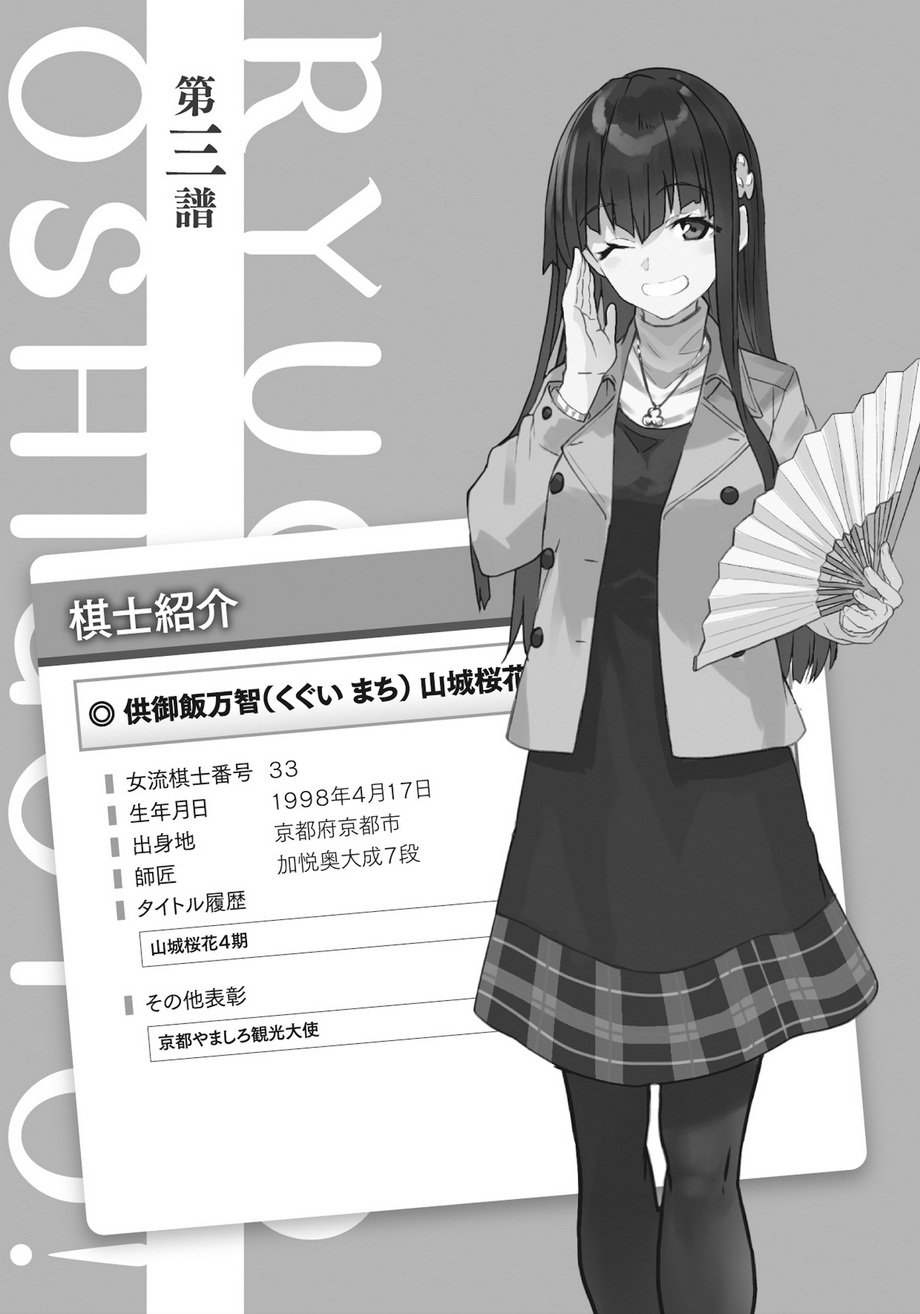 RYUO
OSHI
O!
第三譜
棋士紹介
◎ 供御飯万智(くぐい まち) 山城桜花
女流棋士番号 33
生年月日 1998年4月17日
出身地 京都府京都市
師匠 加悦奥大成7段
タイトル履歴
山城桜花4期
その他表彰
京都やましろ観光大使